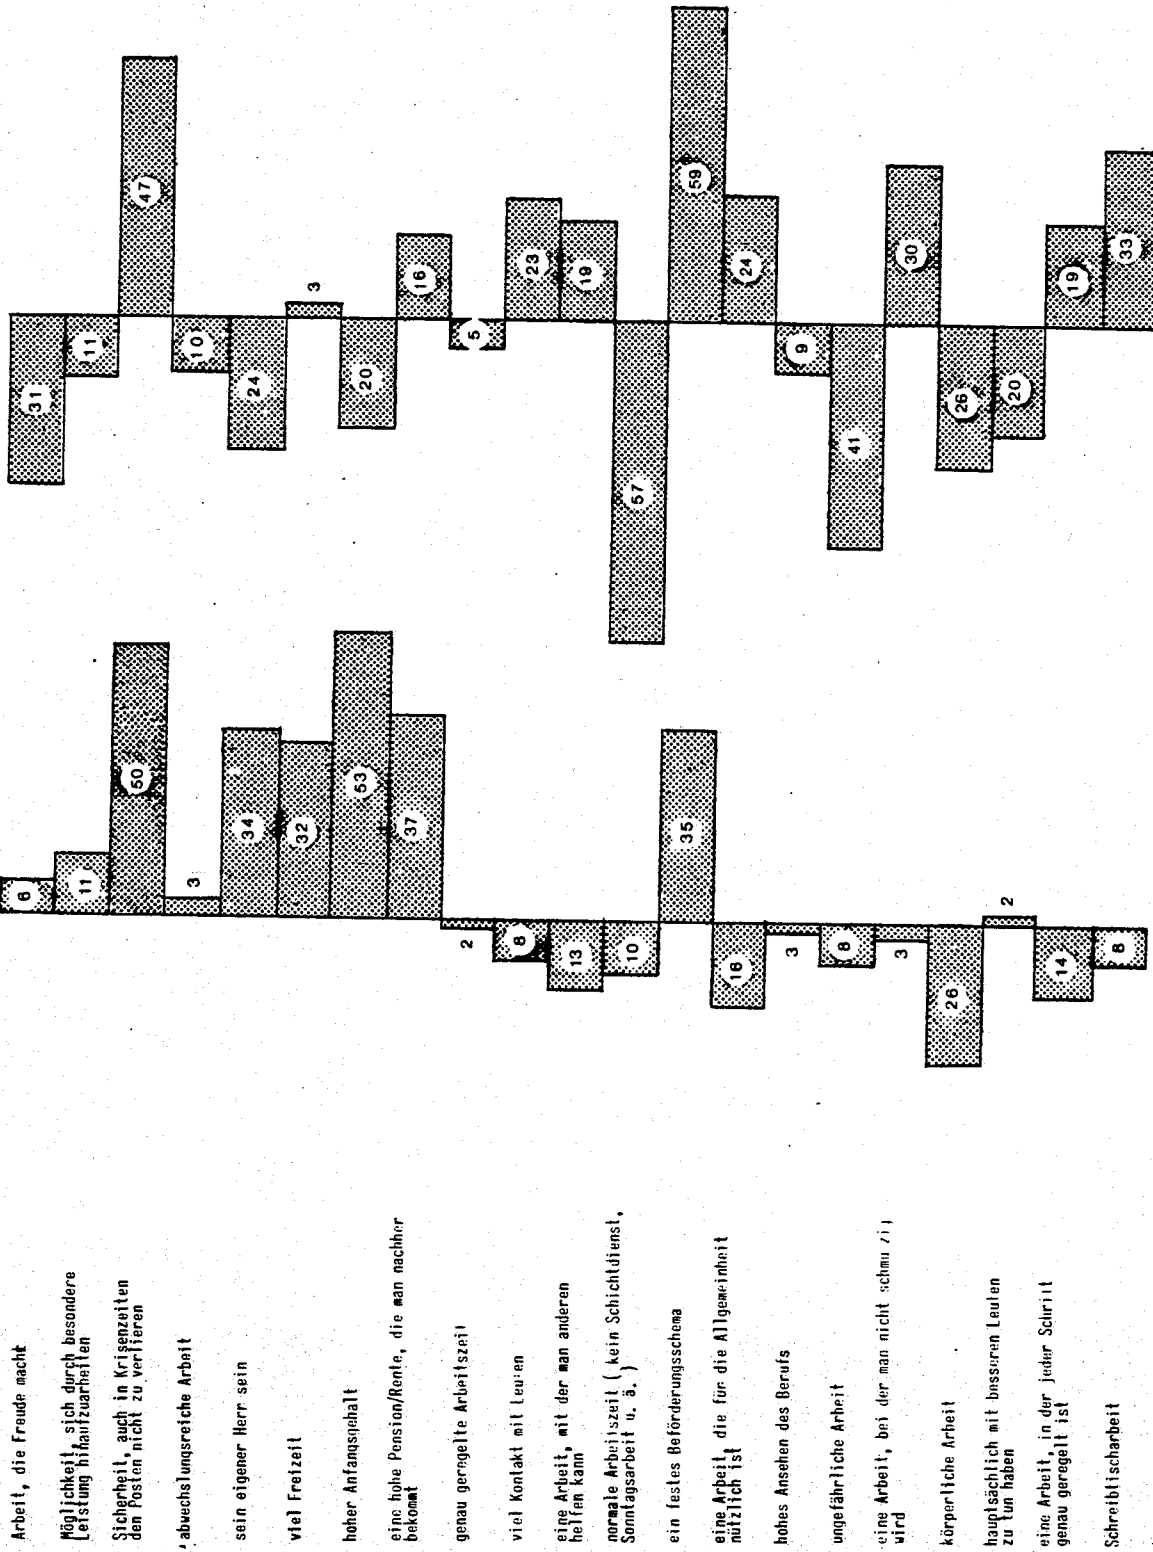 Arbeit, die Freude macht 6 31
Möglichkeit, sich durch besondere
Leistung hinaufzuarbeiten 11 11
Sicherheit, auch in Krisenzeiten
den Posten nicht zu verlieren 50 47
abwechslungsreiche Arbeit 3 10
sein eigener Herr sein 34 24
viel Freizeit 32 3
hoher Anfangsgehalt 53 20
eine hohe Pension/Rente, die man nachher
bekommt 37 16
genau geregelte Arbeitszeit 2 5
viel Kontakt mit Leuten 8 23
eine Arbeit, mit der man anderen
helfen kann 13 19
normale Arbeitszeit ( kein Schichtdienst,
Sonntagsarbeit u. ä. ) 10 57
ein festes Beförderungsschema 35 59
eine Arbeit, die für die Allgemeinheit
nützlich ist 16 24
hohes Ansehen des Berufs 3 9
ungefährliche Arbeit 8 41
eine Arbeit, bei der man nicht schmutzig
wird 3 30
körperliche Arbeit 26 26
hauptsächlich mit besseren Leuten
zu tun haben 2 20
eine Arbeit, in der jeder Schritt
genau geregelt ist 14 19
Schreibtischarbeit 8 33